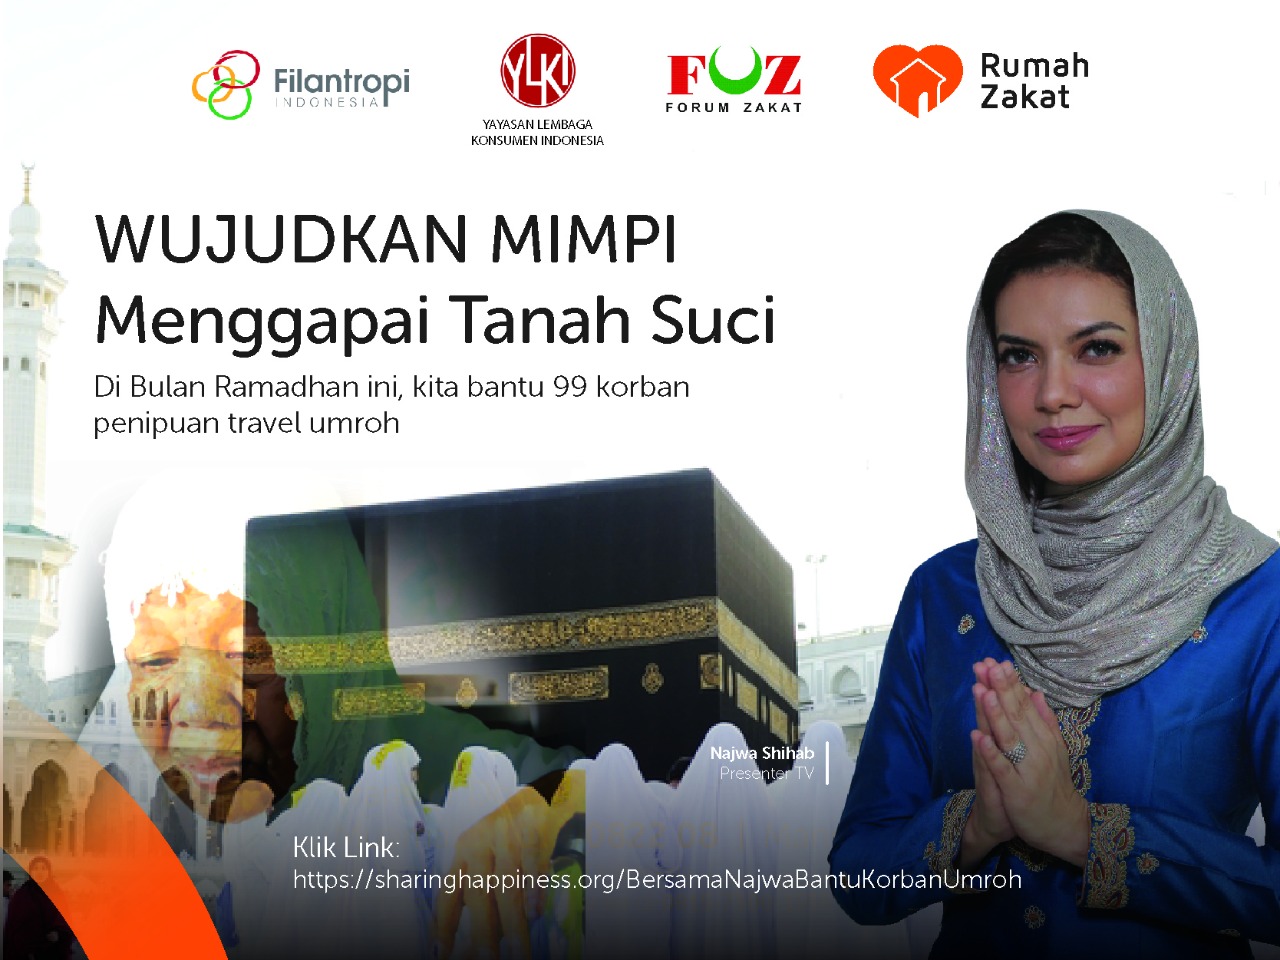 Filantropi
INDONESIA
YLKI
YAYASAN LEMBAGA
KONSUMEN INDONESIA
FOZ
FORUM ZAKAT
Rumah
Zakat
WUJUDKAN MIMPI
Menggapai Tanah Suci
Di Bulan Ramadhan ini, kita bantu 99 korban
penipuan travel umroh
Najwa Shihab
Presenter TV
Klik Link:
https://sharinghappiness.org/BersamaNajwaBantuKorbanUmroh